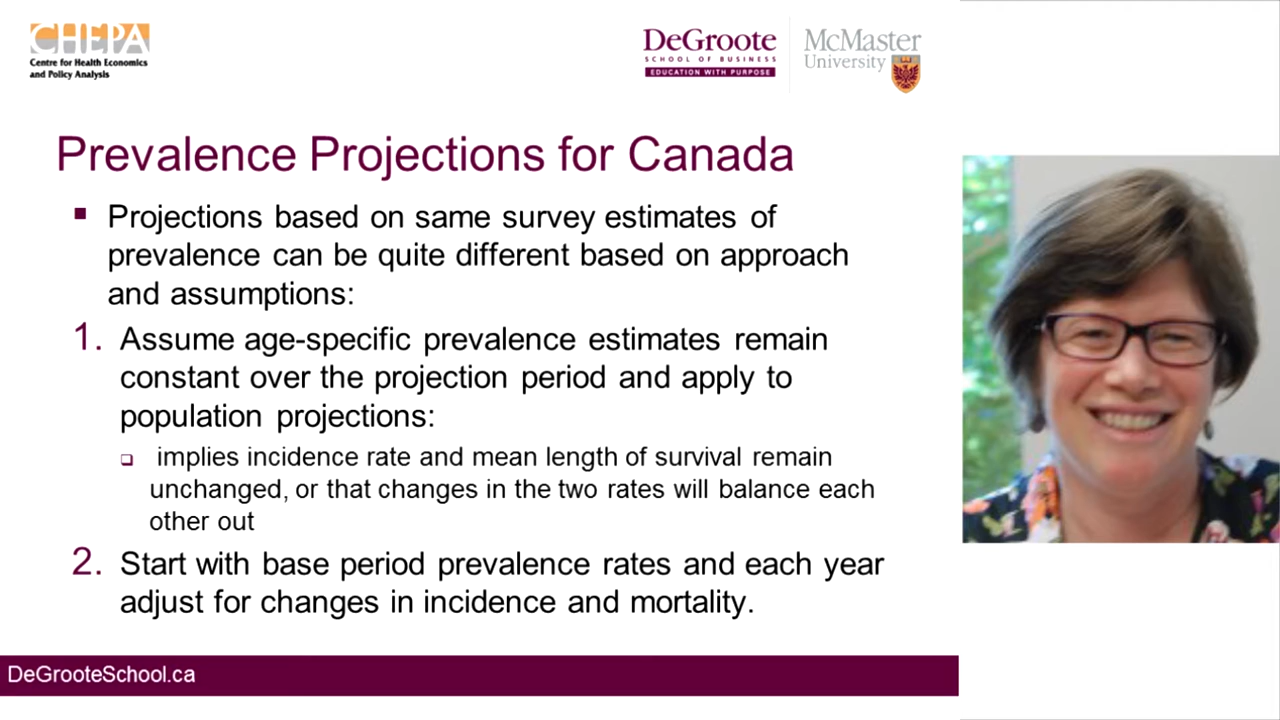 CHEPA
Centre for Health Economics
and Policy Analysis
DeGroote
SCHOOL OF BUSINESS
EDUCATION WITH PURPOSE
McMaster
University
Prevalence Projections for Canada
Projections based on same survey estimates of
prevalence can be quite different based on approach
and assumptions:
1. Assume age-specific prevalence estimates remain
constant over the projection period and apply to
population projections:
implies incidence rate and mean length of survival remain
unchanged, or that changes in the two rates will balance each
other out
2. Start with base period prevalence rates and each year
adjust for changes in incidence and mortality.
DeGrooteSchool.ca